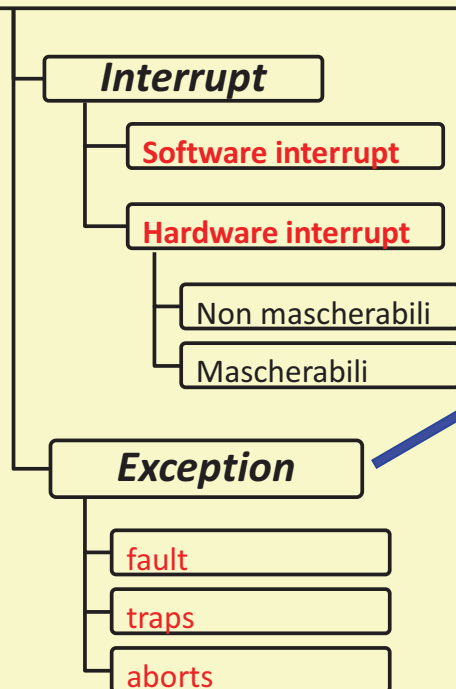 Interrupt
Software interrupt
Hardware interrupt
Non mascherabili
Mascherabili
Exception
fault
traps
aborts